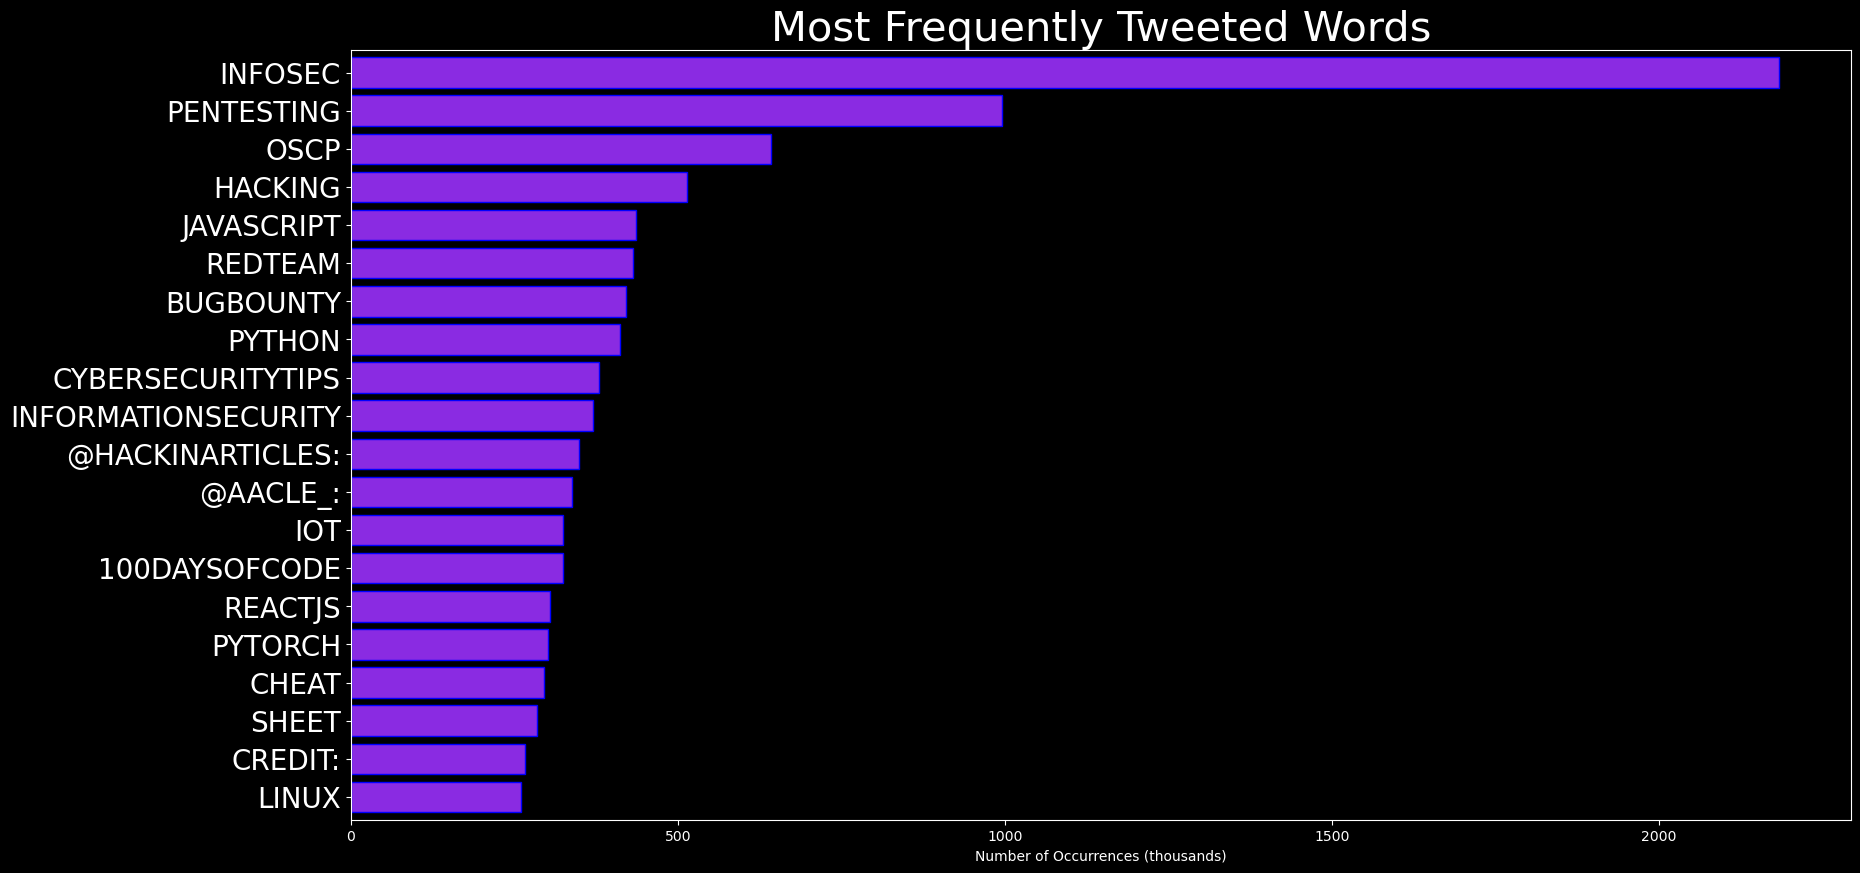 Most Frequently Tweeted Words
INFOSEC
PENTESTING
OSCP
HACKING
JAVASCRIPT
REDTEAM
BUGBOUNTY
PYTHON
CYBERSECURITYTIPS
INFORMATIONSECURITY
@HACKINARTICLES:
@AACLE_:
IOT
100DAYSOFCODE
REACTJS
PYTORCH
CHEAT
SHEET
CREDIT:
LINUX
0 500 1000 1500 2000
Number of Occurrences (thousands)